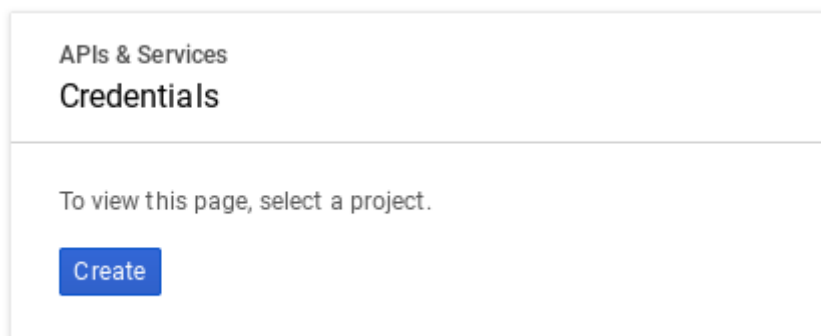 APIs & Services
Credentials
To view this page, select a project.
Create